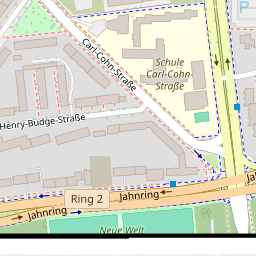 P
Carl-Cohn-Straße
Schule
Carl-Cohn-
Straße
Henry-Budge-Straße
Ring 2
Jahnring
Jahnring
Neue Welt